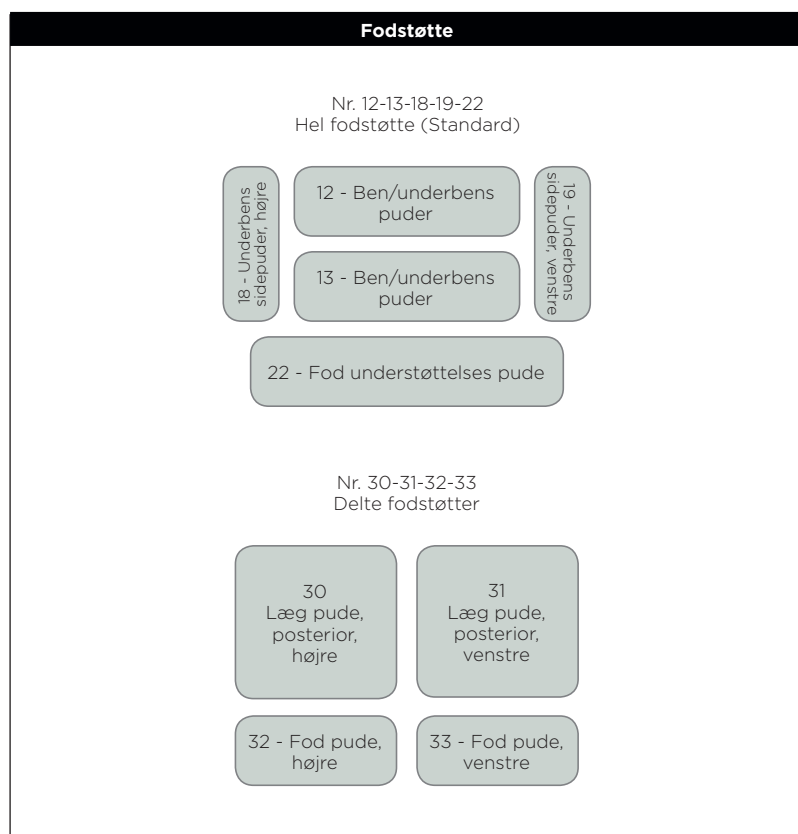 Fodstøtte
Nr. 12-13-18-19-22
Hel fodstøtte (Standard)
18 - Underbens
sidepuder, højre
12 - Ben/underbens
puder
13 - Ben/underbens
puder
19 - Underbens
sidepuder, venstre
22 - Fod understøttelses pude
Nr. 30-31-32-33
Delte fodstøtter
30
Læg pude,
posterior,
højre
31
Læg pude,
posterior,
venstre
32 - Fod pude,
højre
33 - Fod pude,
venstre